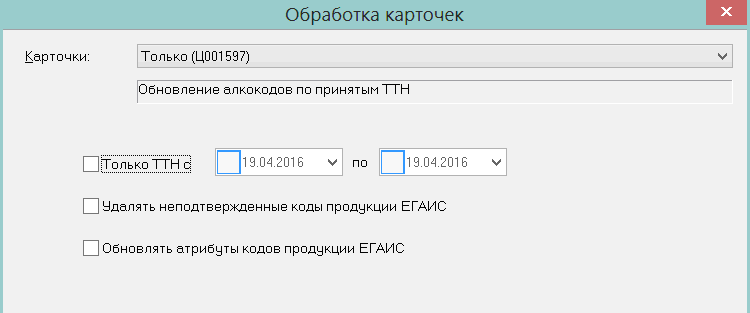 Обработка карточек
Карточки: Только (Ц001597)
Обновление алкокодов по принятым ТТН
Только ТТН с 19.04.2016 по 19.04.2016
Удалять неподтвержденные коды продукции ЕГАИС
Обновлять атрибуты кодов продукции ЕГАИС